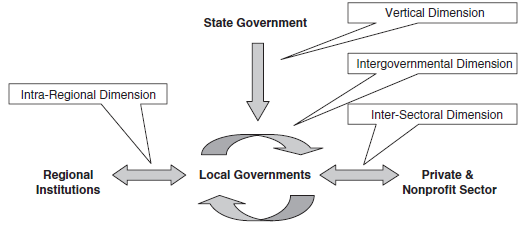 Vertical Dimension
State Government
Intergovernmental Dimension
Intra-Regional Dimension
Inter-Sectoral Dimension
Regional
Institutions
Local Governments
Private &
Nonprofit Sector